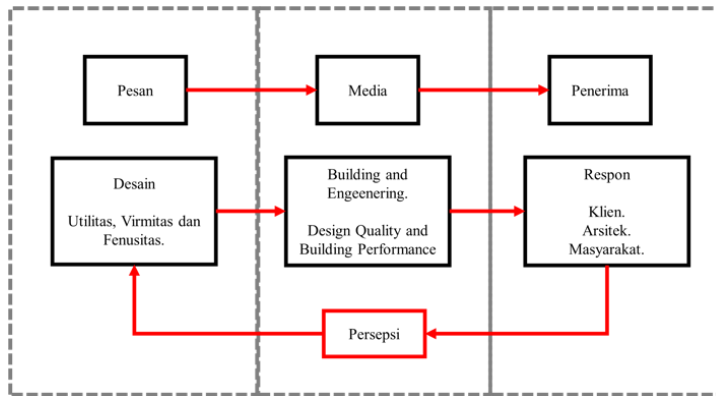 Pesan
Media
Penerima
Desain
Utilitas, Virmitas dan
Fenusitas.
Building and
Engeenering.
Design Quality and
Building Performance
Respon
Klien.
Arsitek.
Masyarakat.
Persepsi